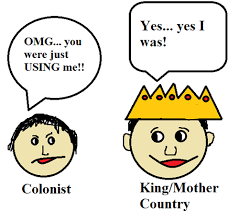 OMG... you
were just
USING me!!
Yes... yes I
was!
Colonist
King/Mother
Country